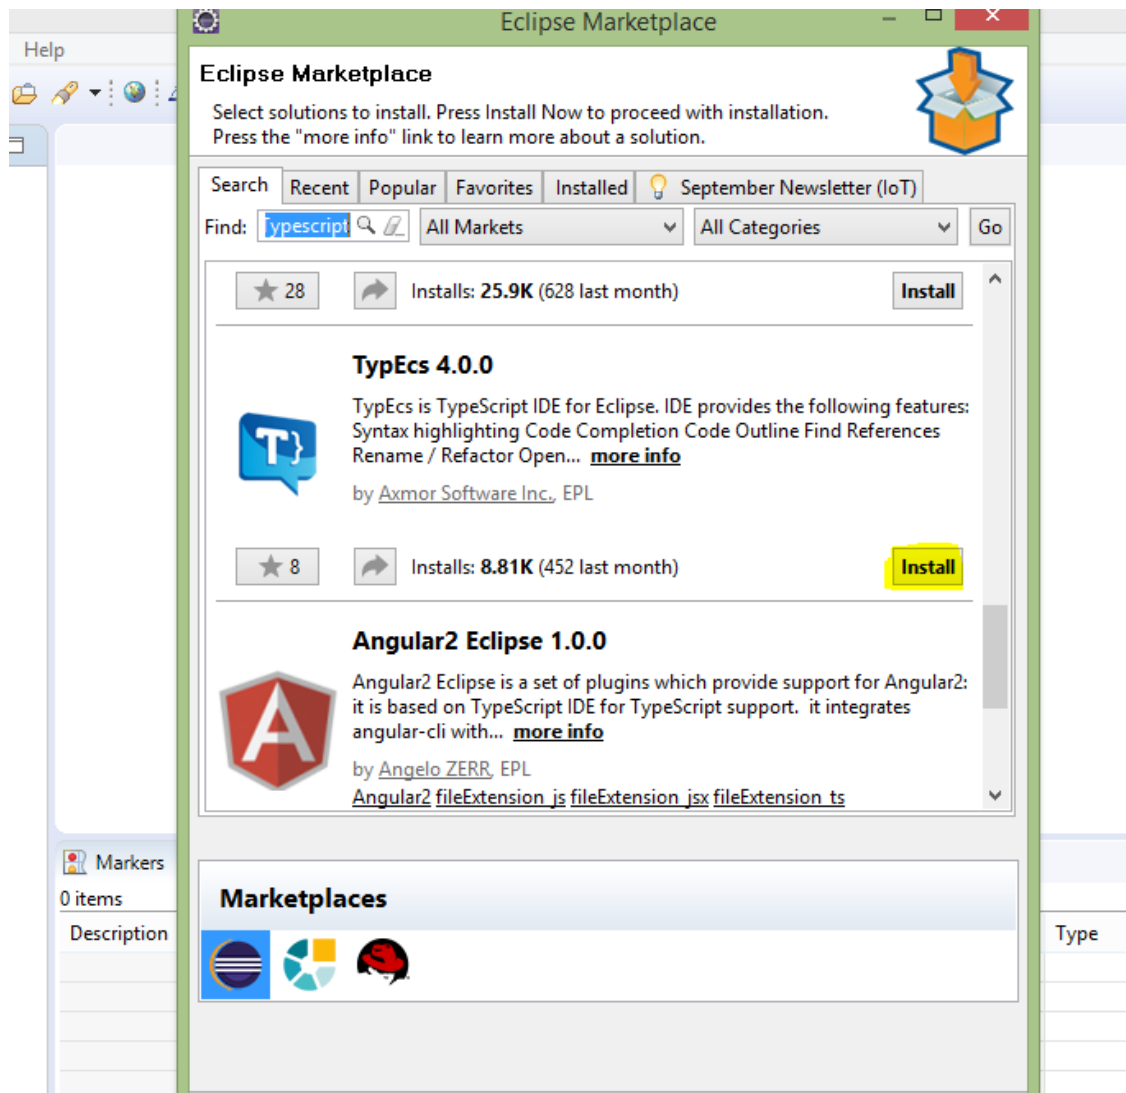 Eclipse Marketplace
Help
Eclipse Marketplace
Select solutions to install. Press Install Now to proceed with installation.
Press the "more info" link to learn more about a solution.
Search Recent Popular Favorites Installed September Newsletter (IoT)
Find: Typescript All Markets All Categories Go
28 Installs: 25.9K (628 last month) Install
TypEcs 4.0.0
TypEcs is TypeScript IDE for Eclipse. IDE provides the following features:
Syntax highlighting Code Completion Code Outline Find References
Rename / Refactor Open... more info
by Axmor Software Inc., EPL
8 Installs: 8.81K (452 last month) Install
Angular2 Eclipse 1.0.0
Angular2 Eclipse is a set of plugins which provide support for Angular2:
it is based on TypeScript IDE for TypeScript support. it integrates
angular-cli with... more info
by Angelo ZERR, EPL
Angular2 fileExtension_js fileExtension_jsx fileExtension_ts
Markers
0 items
Marketplaces
Description Type